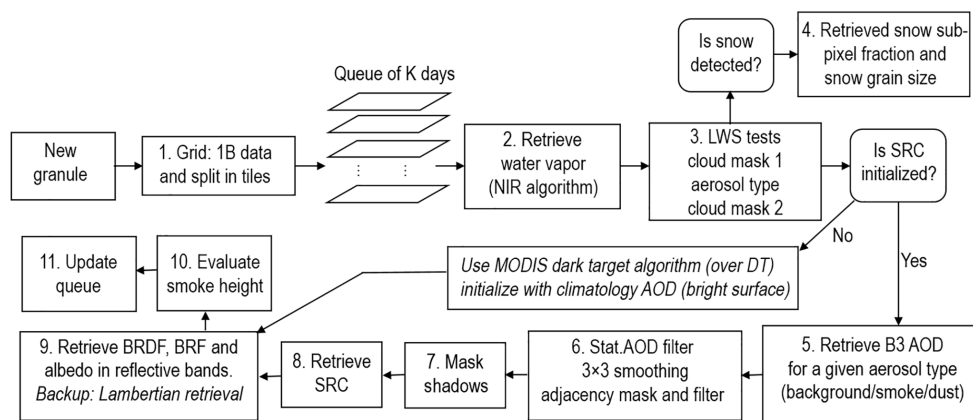 New
granule
1. Grid: 1B data
and split in tiles
Queue of K days
2. Retrieve
water vapor
(NIR algorithm)
3. LWS tests
cloud mask 1
aerosol type
cloud mask 2
Is snow
detected?
4. Retrieved snow sub-
pixel fraction and
snow grain size
Is SRC
initialized?
No
Yes
Use MODIS dark target algorithm (over DT)
initialize with climatology AOD (bright surface)
5. Retrieve B3 AOD
for a given aerosol type
(background/smoke/dust)
6. Stat.AOD filter
3×3 smoothing
adjacency mask and filter
7. Mask
shadows
8. Retrieve
SRC
9. Retrieve BRDF, BRF and
albedo in reflective bands.
Backup: Lambertian retrieval
10. Evaluate
smoke height
11. Update
queue